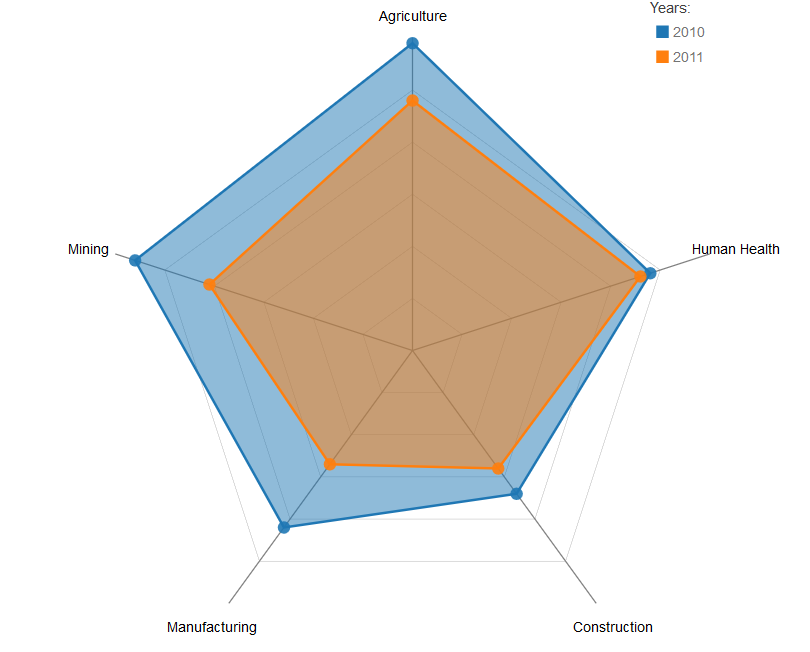 Agriculture
Years:
2010
2011
Mining
Human Health
Manufacturing
Construction